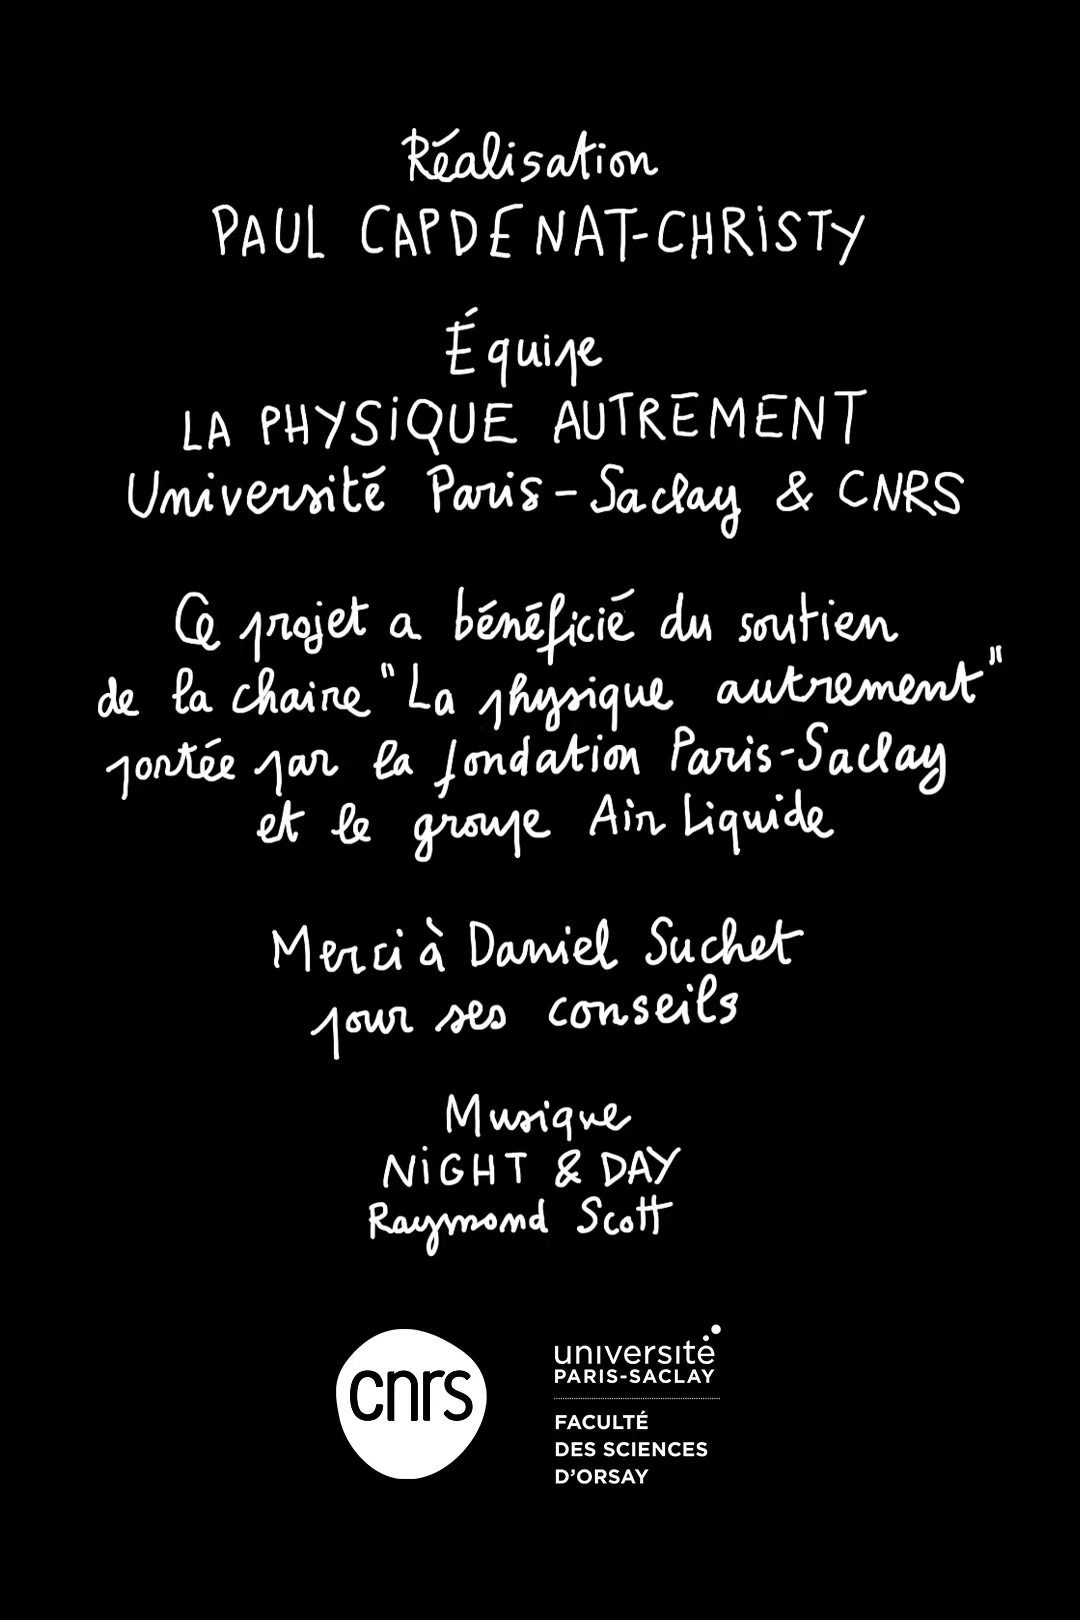 Réalisation
PAUL CAPDENAT-CHRISTY
Équipe
LA PHYSIQUE AUTREMENT
Université Paris-Saclay & CNRS
Ce projet a bénéficié du soutien
de la chaire "La physique autrement"
portée par la fondation Paris-Saclay
et le groupe Air Liquide
Merci à Daniel Suchet
pour ses conseils
Musique
NIGHT & DAY
Raymond Scott
cnrs
université
PARIS-SACLAY
FACULTÉ
DES SCIENCES
D'ORSAY